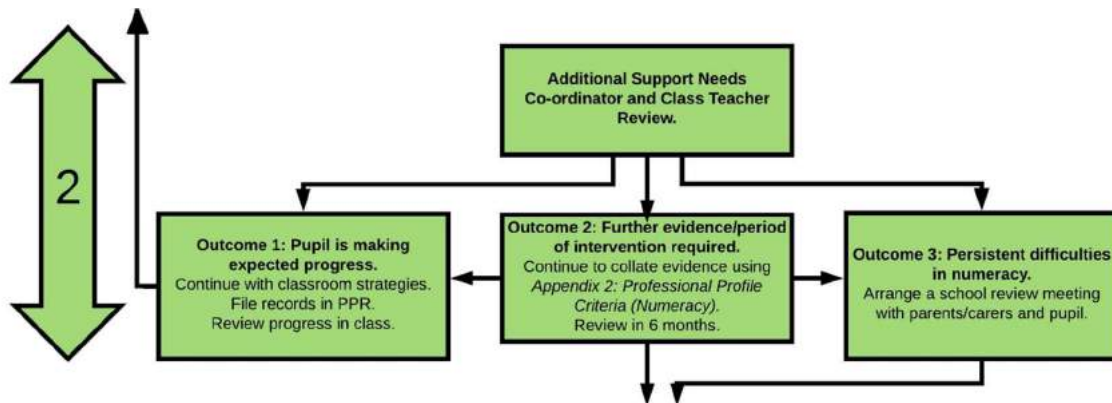 2
Additional Support Needs
Co-ordinator and Class Teacher
Review.
Outcome 1: Pupil is making
expected progress.
Continue with classroom strategies.
File records in PPR.
Review progress in class.
Outcome 2: Further evidence/period
of intervention required.
Continue to collate evidence using
Appendix 2: Professional Profile
Criteria (Numeracy).
Review in 6 months.
Outcome 3: Persistent difficulties
in numeracy.
Arrange a school review meeting
with parents/carers and pupil.